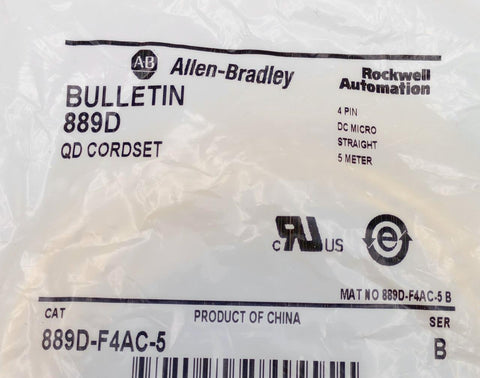 AB Allen-Bradley
Rockwell
Automation
BULLETIN
889D
QD CORDSET
4 PIN
DC MICRO
STRAIGHT
5 METER
c RU US
e
MAT NO 889D-F4AC-5 B
CAT
PRODUCT OF CHINA
SER
889D-F4AC-5
B